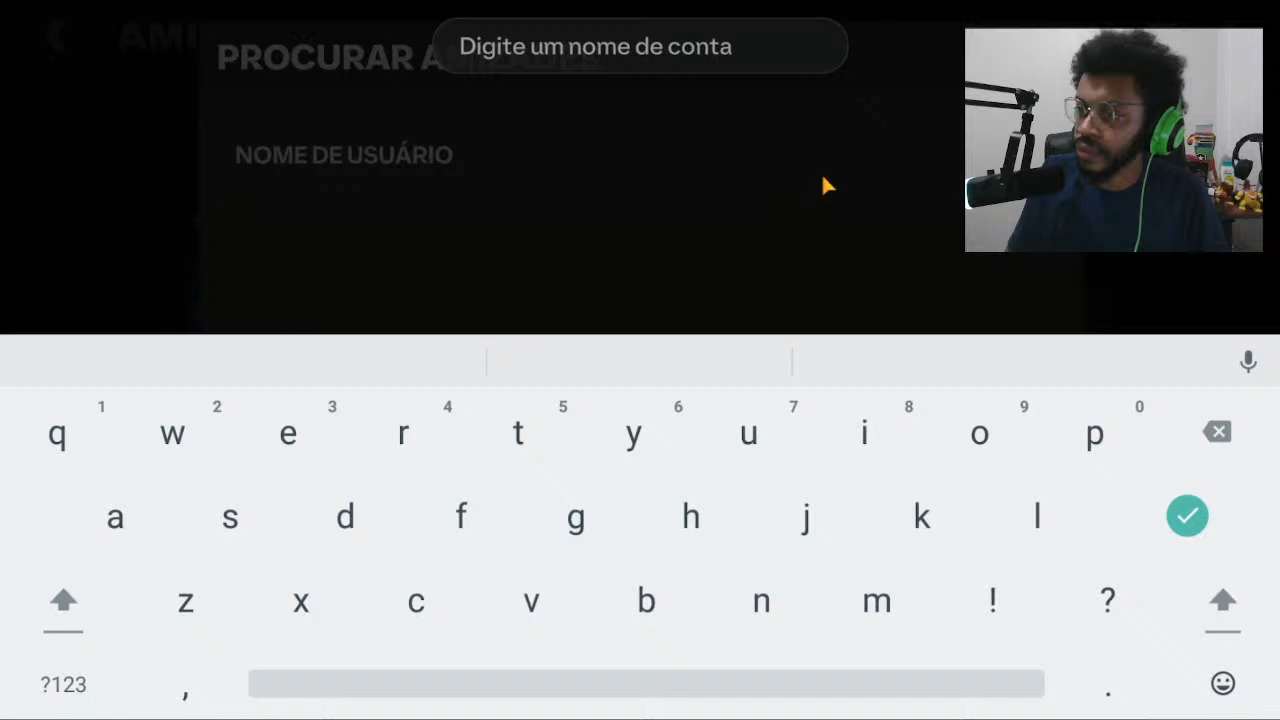 AMI
Digite um nome de conta
PROCURAR A
NOME DE USUÁRIO
1 2 3 4 5 6 7 8 9 0
q w e r t y u i o p
a s d f g h j k l
z x c v b n m ! ?
?123 , .